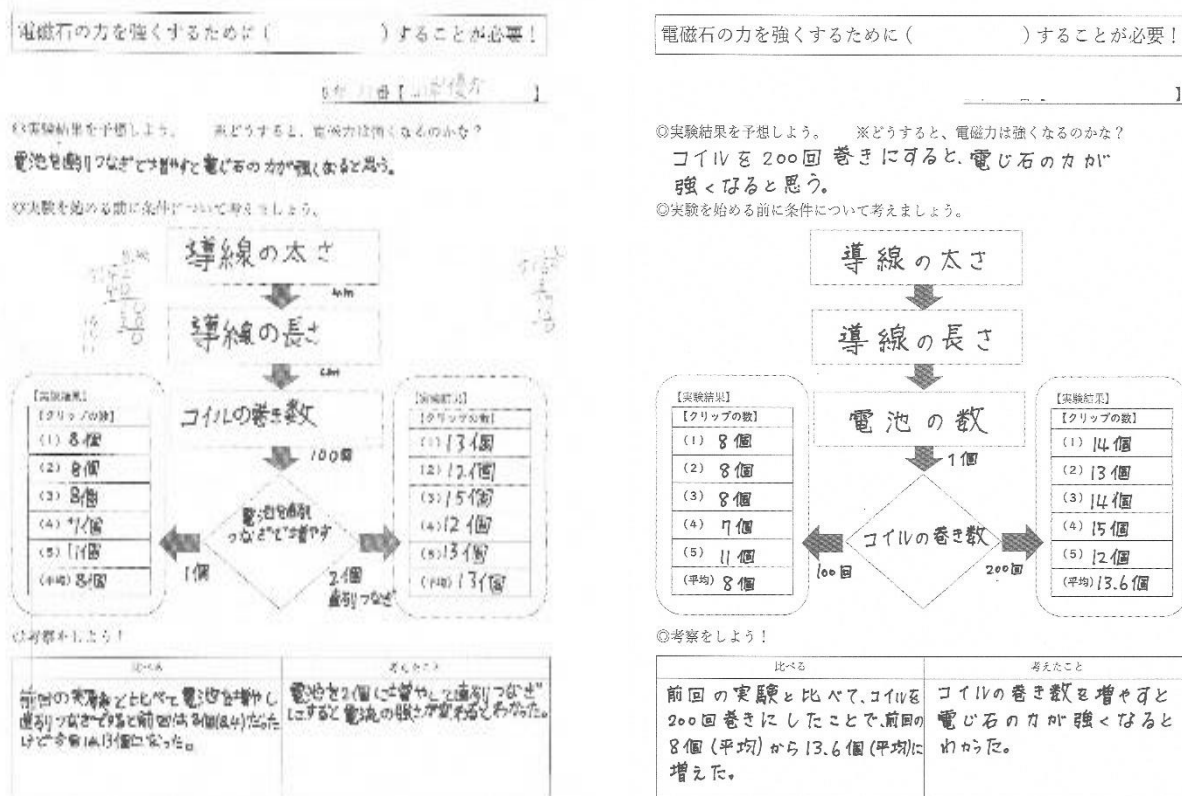 電磁石の力を強くするために(　　　　)することが必要！
◎実験結果を予想しよう。　※どうすると、電磁力は強くなるのかな？
電池を直列つなぎで増やすと電じ石の力が強くなると思う。
◎実験を始める前に条件について考えましょう。
導線の太さ
導線の長さ
コイルの巻き数
100回
電池を直列
つなぎで増やす
1個
2個
直列つなぎ
【実験結果】
【クリップの数】
(1) 8個
(2) 8個
(3) 8個
(4) 7個
(5) 11個
(平均) 8個
【実験結果】
【クリップの数】
(1) 13個
(2) 12個
(3) 15個
(4) 12個
(5) 13個
(平均) 13個
◎考察をしよう！
比べる
前回の実験と比べて電池を増やし
直列つなぎですると前回は8個(8.4)だった
けど今回は13個になった。
考えたこと
電池を2個に増やして直列つなぎ
にすると電流の強さが変わるとわかった。
電磁石の力を強くするために(　　　　)することが必要！
】
◎実験結果を予想しよう。　※どうすると、電磁力は強くなるのかな？
コイルを200回巻きにすると、電じ石の力が
強くなると思う。
◎実験を始める前に条件について考えましょう。
導線の太さ
導線の長さ
電池の数
1個
コイルの巻き数
100回
200回
【実験結果】
【クリップの数】
(1) 8個
(2) 8個
(3) 8個
(4) 7個
(5) 11個
(平均) 8個
【実験結果】
【クリップの数】
(1) 14個
(2) 13個
(3) 14個
(4) 15個
(5) 12個
(平均) 13.6個
◎考察をしよう！
比べる
前回の実験と比べて、コイルを
200回巻きにしたことで、前回の
8個(平均)から13.6個(平均)に
増えた。
考えたこと
コイルの巻き数を増やすと
電じ石の力が強くなると
わかった。